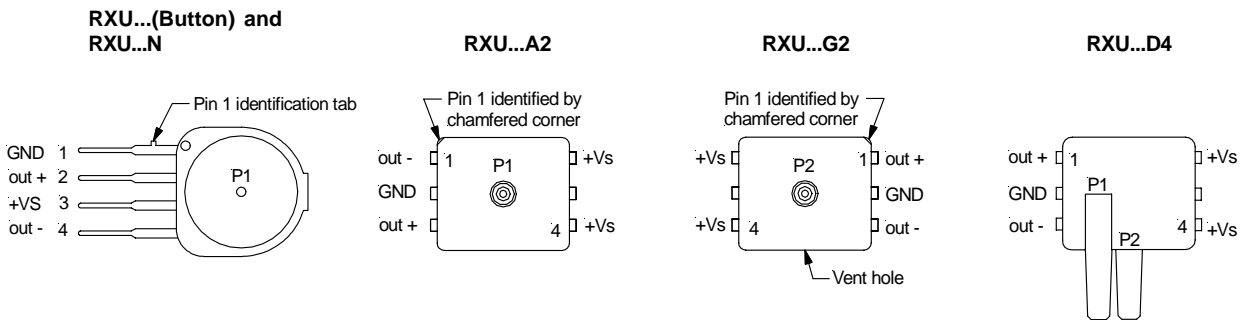 RXU...(Button) and
RXU...N
Pin 1 identification tab
GND 1
out + 2
+VS 3
out - 4
P1
RXU...A2
Pin 1 identified by
chamfered corner
out - 1 P1 +Vs
GND
out + 4 +Vs
RXU...G2
Pin 1 identified by
chamfered corner
+Vs P2 1 out +
GND
+Vs 4 out -
Vent hole
RXU...D4
out + 1 +Vs
GND P1
out - 4 +Vs
P2